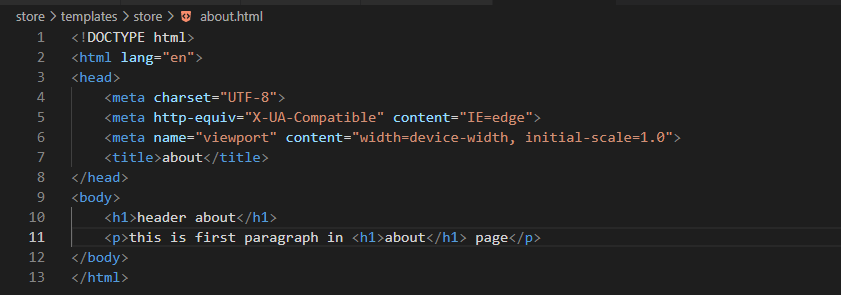 store > templates > store > about.html
1 <!DOCTYPE html>
2 <html lang="en">
3 <head>
4     <meta charset="UTF-8">
5     <meta http-equiv="X-UA-Compatible" content="IE=edge">
6     <meta name="viewport" content="width=device-width, initial-scale=1.0">
7     <title>about</title>
8 </head>
9 <body>
10     <h1>header about</h1>
11     <p>this is first paragraph in <h1>about</h1> page</p>
12 </body>
13 </html>